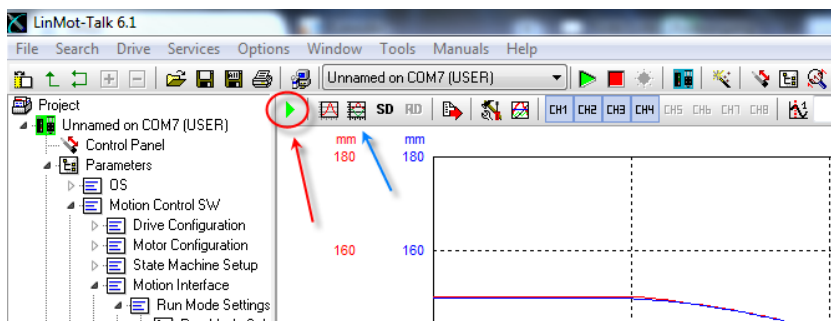 LinMot-Talk 6.1
File Search Drive Services Options Window Tools Manuals Help
Unnamed on COM7 (USER)
Project
Unnamed on COM7 (USER)
Control Panel
Parameters
OS
Motion Control SW
Drive Configuration
Motor Configuration
State Machine Setup
Motion Interface
Run Mode Settings
SD RD CH1 CH2 CH3 CH4 CH5 CH6 CH7 CH8
mm mm
180 180
160 160